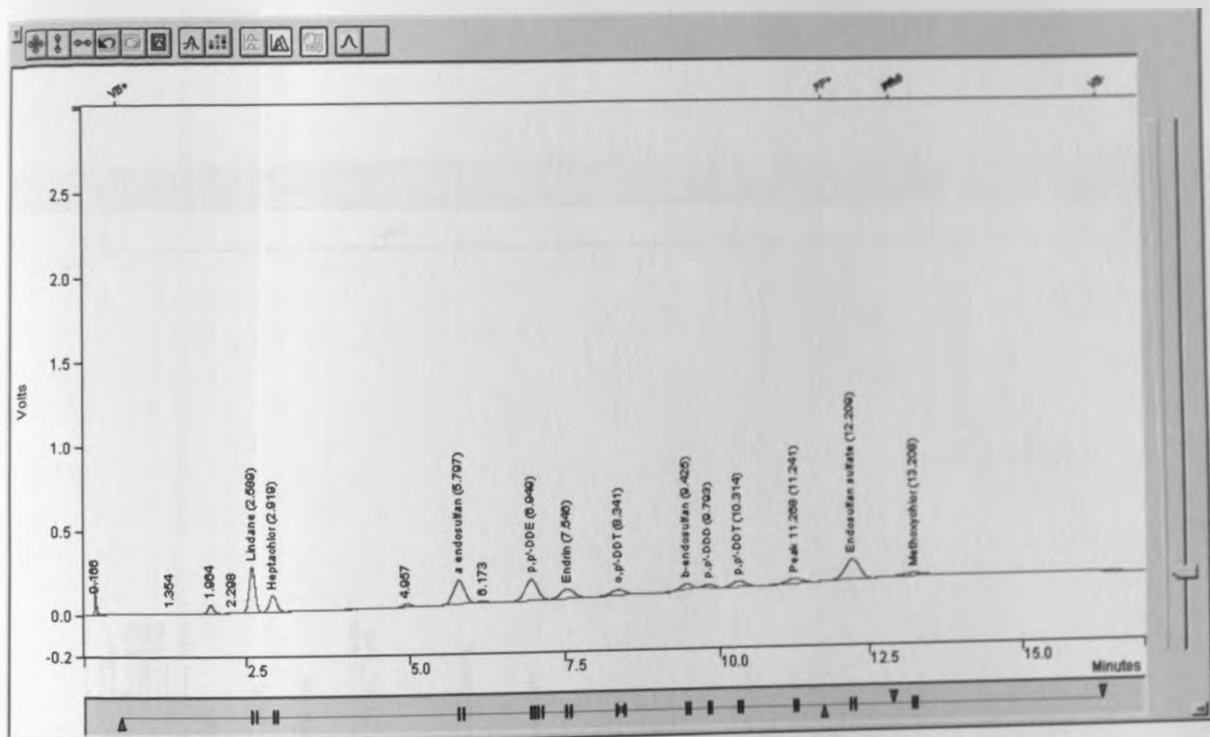 VS+
2.5
2.0
1.5
1.0
0.5
0.0
-0.2
Volts
0.166
1.354
1.964
2.298
Lindane (2.589)
Heptachlor (2.919)
4.957
a endosulfan (5.797)
6.173
p,p'-DDE (6.949)
Endrin (7.546)
o,p'-DDT (8.341)
b-endosulfan (9.425)
p,p'-DDD (9.793)
p,p'-DDT (10.314)
Peak 11.268 (11.241)
Endosulfan sulfate (12.209)
Methoxychlor (13.208)
2.5
5.0
7.5
10.0
12.5
15.0
Minutes